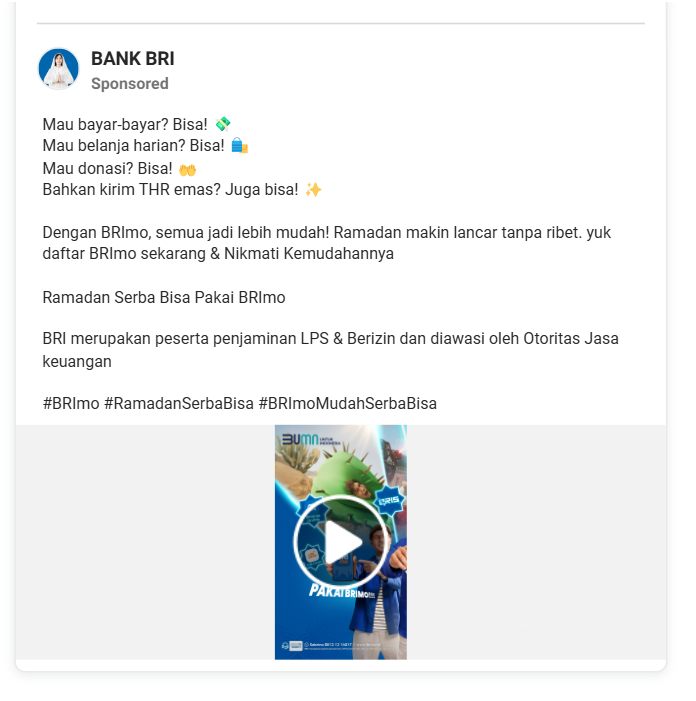 BANK BRI
Sponsored
Mau bayar-bayar? Bisa! 💸
Mau belanja harian? Bisa! 🛍️
Mau donasi? Bisa! 🤲
Bahkan kirim THR emas? Juga bisa! ✨
Dengan BRImo, semua jadi lebih mudah! Ramadan makin lancar tanpa ribet. yuk
daftar BRImo sekarang & Nikmati Kemudahannya
Ramadan Serba Bisa Pakai BRImo
BRI merupakan peserta penjaminan LPS & Berizin dan diawasi oleh Otoritas Jasa
keuangan
#BRImo #RamadanSerbaBisa #BRImoMudahSerbaBisa
BUMN UNTUK
INDONESIA
QRIS
PAKAI BRIMO